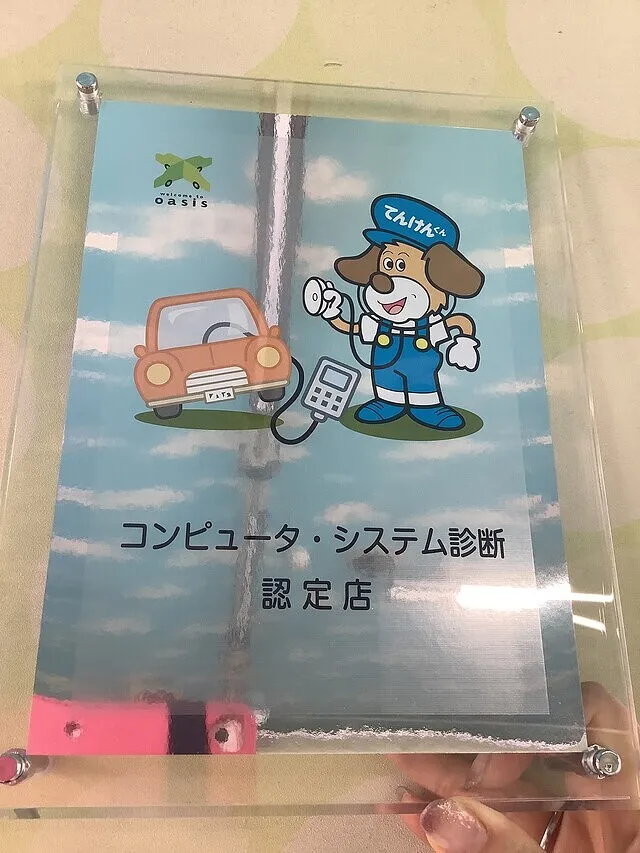 welcome to
oasis
てんけんくん
コンピュータ・システム診断
認定店